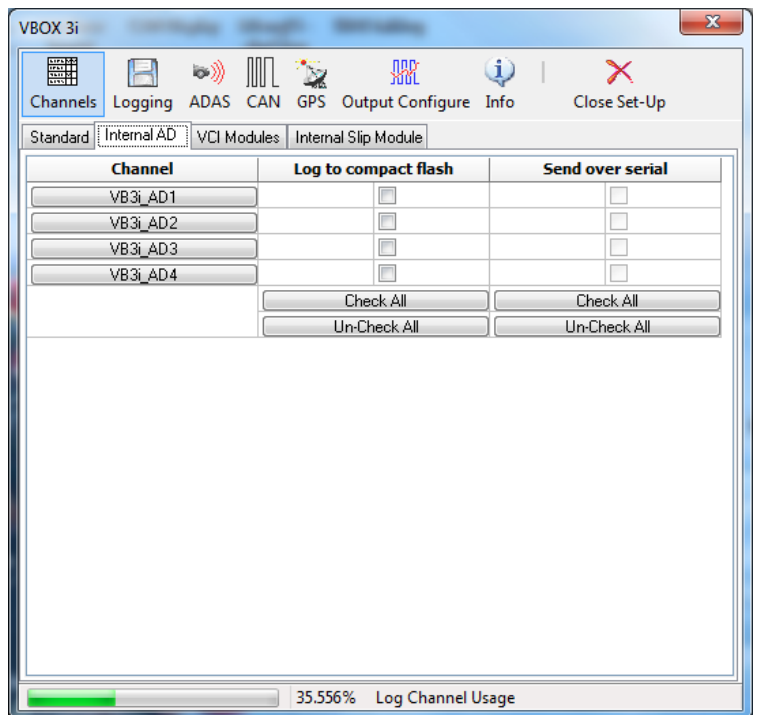 VBOX 3i
Channels Logging ADAS CAN GPS Output Configure Info Close Set-Up
Standard Internal AD VCI Modules Internal Slip Module
Channel Log to compact flash Send over serial
VB3i_AD1
VB3i_AD2
VB3i_AD3
VB3i_AD4
Check All Check All
Un-Check All Un-Check All
35.556% Log Channel Usage